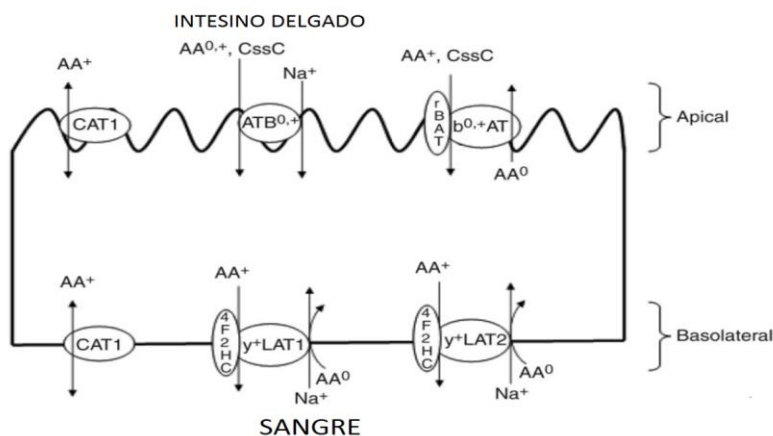 INTESINO DELGADO
AA⁰,⁺, CssC
AA⁺
Na⁺
AA⁺, CssC
CAT1
ATB⁰,⁺
rBAT
b⁰,⁺AT
Apical
AA⁰
AA⁺
AA⁺
AA⁺
CAT1
4F2HC
y⁺LAT1
4F2HC
y⁺LAT2
Basolateral
AA⁰
AA⁰
Na⁺
Na⁺
SANGRE